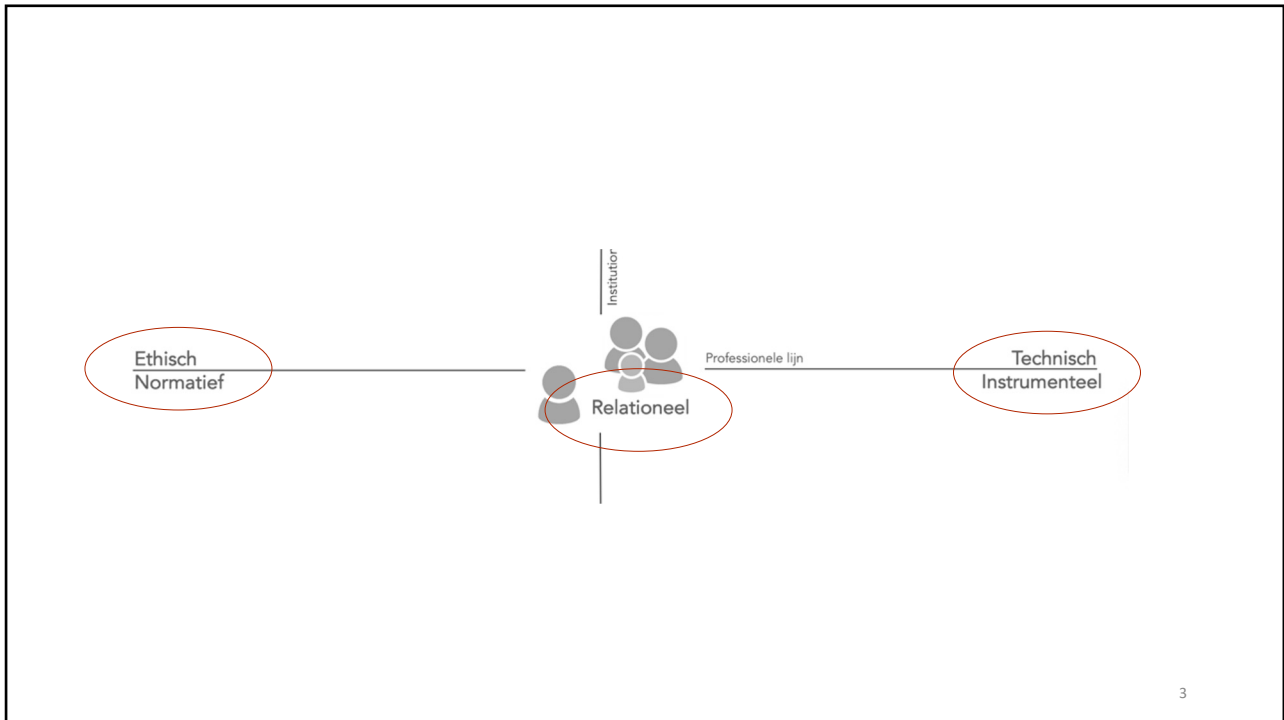 Institutior
Ethisch
Normatief
Professionele lijn
Technisch
Instrumenteel
Relationeel
3